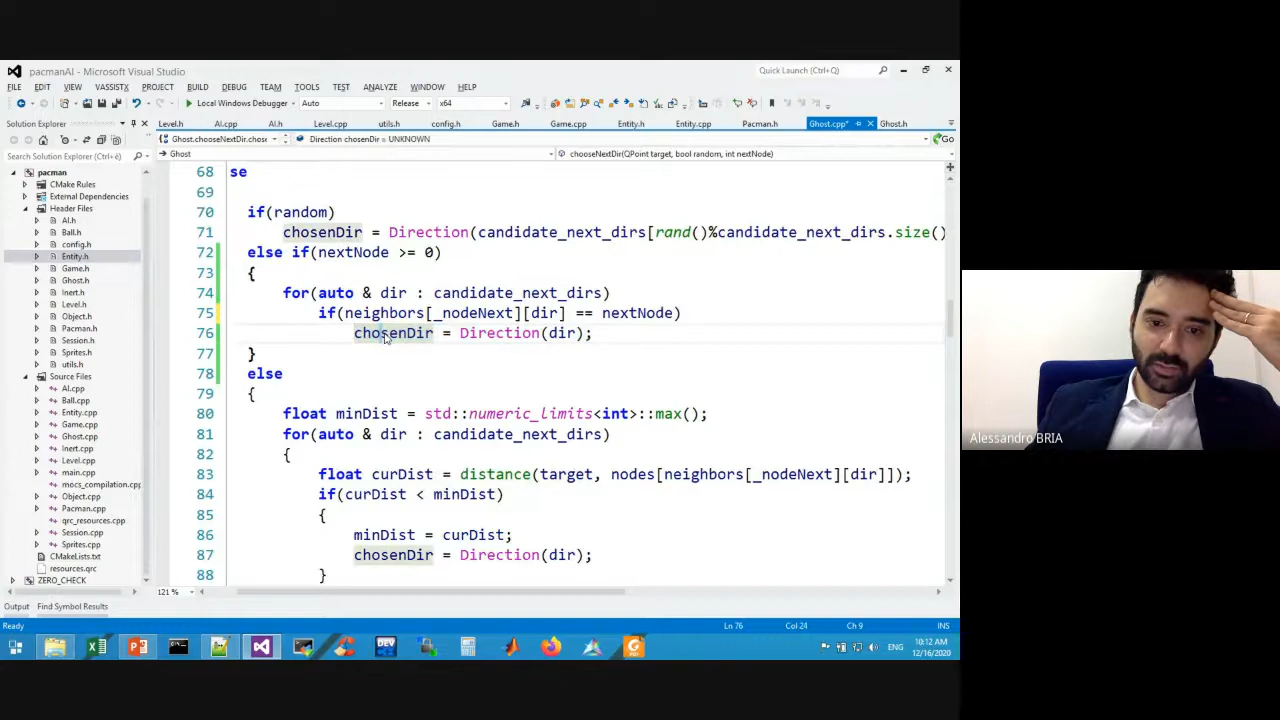 pacmanAI - Microsoft Visual Studio
Quick Launch (Ctrl+Q)
FILE EDIT VIEW VASSISTX PROJECT BUILD DEBUG TEAM TOOLS TEST ANALYZE WINDOW HELP
Local Windows Debugger Auto Release x64
Solution Explorer
Level.h AI.cpp AI.h Level.cpp utils.h config.h Game.h Game.cpp Entity.h Entity.cpp Pacman.h Ghost.cpp* Ghost.h
Ghost.chooseNextDir.chose Direction chosenDir = UNKNOWN Go
Search Solution Explorer (Ctrl+è)
Ghost chooseNextDir(QPoint target, bool random, int nextNode)
pacman
CMake Rules
External Dependencies
Header Files
AI.h
Ball.h
config.h
Entity.h
Game.h
Ghost.h
Inert.h
Level.h
Object.h
Pacman.h
Session.h
Sprites.h
utils.h
Source Files
AI.cpp
Ball.cpp
Entity.cpp
Game.cpp
Ghost.cpp
Inert.cpp
Level.cpp
main.cpp
mocs_compilation.cpp
Object.cpp
Pacman.cpp
qrc_resources.cpp
Session.cpp
Sprites.cpp
CMakeLists.txt
resources.qrc
ZERO_CHECK
68 se
69
70 if(random)
71 chosenDir = Direction(candidate_next_dirs[rand()%candidate_next_dirs.size()
72 else if(nextNode >= 0)
73 {
74 for(auto & dir : candidate_next_dirs)
75 if(neighbors[_nodeNext][dir] == nextNode)
76 chosenDir = Direction(dir);
77 }
78 else
79 {
80 float minDist = std::numeric_limits<int>::max();
81 for(auto & dir : candidate_next_dirs)
82 {
83 float curDist = distance(target, nodes[neighbors[_nodeNext][dir]]);
84 if(curDist < minDist)
85 {
86 minDist = curDist;
87 chosenDir = Direction(dir);
88 }
121 %
Output Find Symbol Results
Ready Ln 76 Col 24 Ch 9 INS
DEV
PDF
ENG
10:12 AM
12/16/2020
Alessandro BRIA